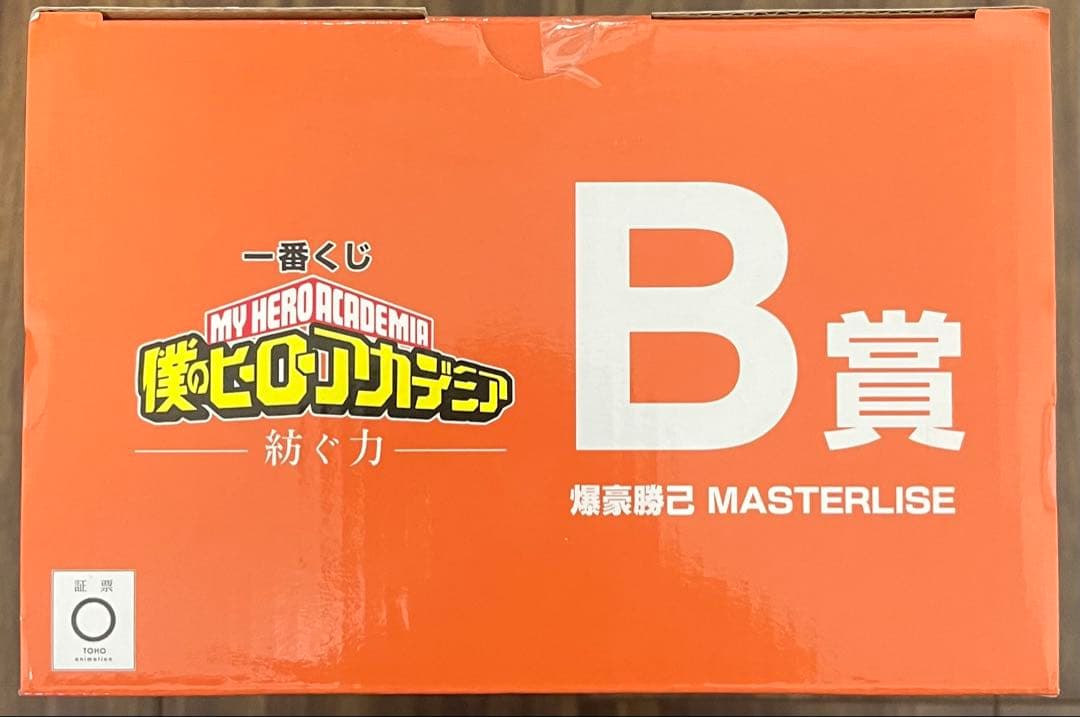 一番くじ
MY HERO ACADEMIA
僕のヒーローアカデミア
紡ぐ力
B賞
爆豪勝己 MASTERLISE
証 票
TOHO
animation